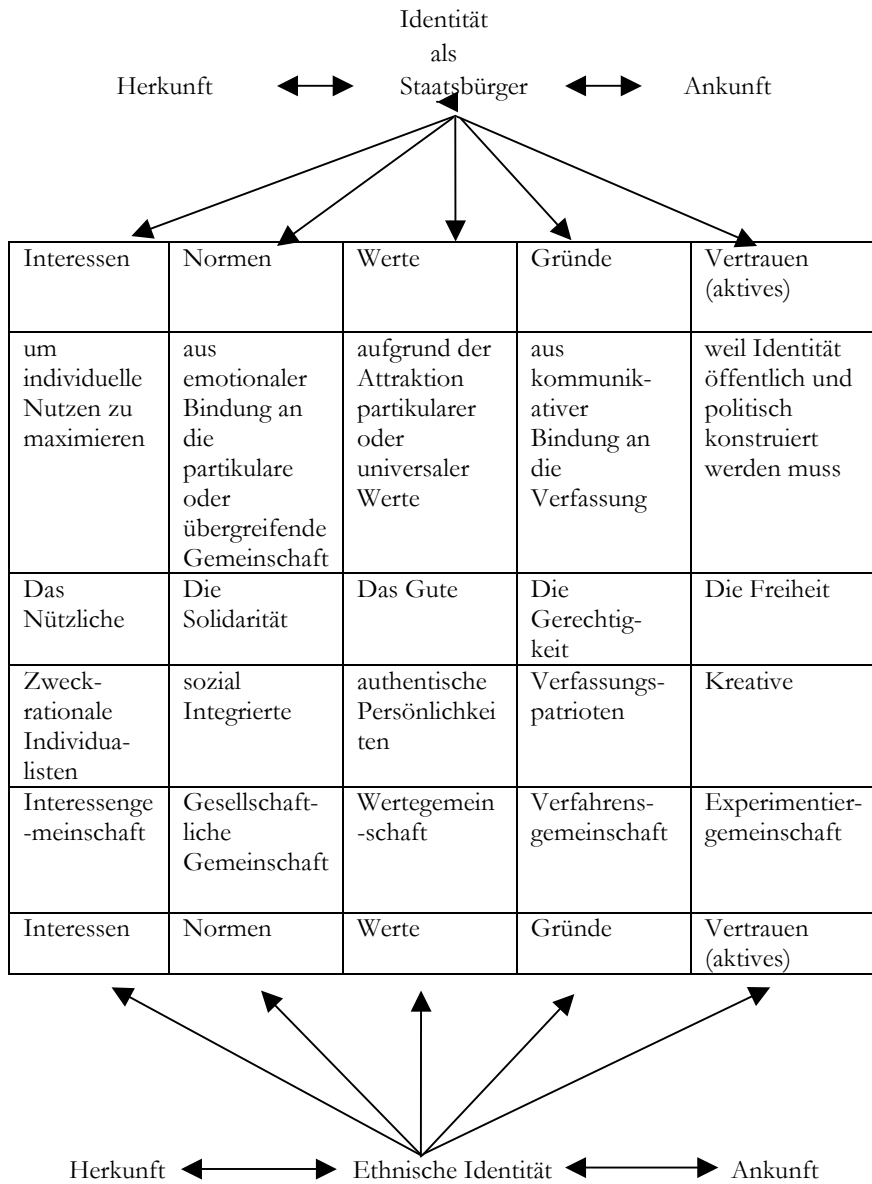 Identität
als
Herkunft Staatsbürger Ankunft
Interessen
Normen
Werte
Gründe
Vertrauen
(aktives)
um
individuelle
Nutzen zu
maximieren
aus
emotionaler
Bindung an
die
partikulare
oder
übergreifende
Gemeinschaft
aufgrund der
Attraktion
partikularer
oder
universaler
Werte
aus
kommunik-
ativer
Bindung an
die
Verfassung
weil Identität
öffentlich und
politisch
konstruiert
werden muss
Das
Nützliche
Die
Solidarität
Das Gute
Die
Gerechtig-
keit
Die Freiheit
Zweck-
rationale
Individua-
listen
sozial
Integrierte
authentische
Persönlichkei
ten
Verfassungs-
patrioten
Kreative
Interessenge
-meinschaft
Gesellschaft-
liche
Gemeinschaft
Wertegemein
-schaft
Verfahrens-
gemeinschaft
Experimentier-
gemeinschaft
Interessen
Normen
Werte
Gründe
Vertrauen
(aktives)
Herkunft Ethnische Identität Ankunft